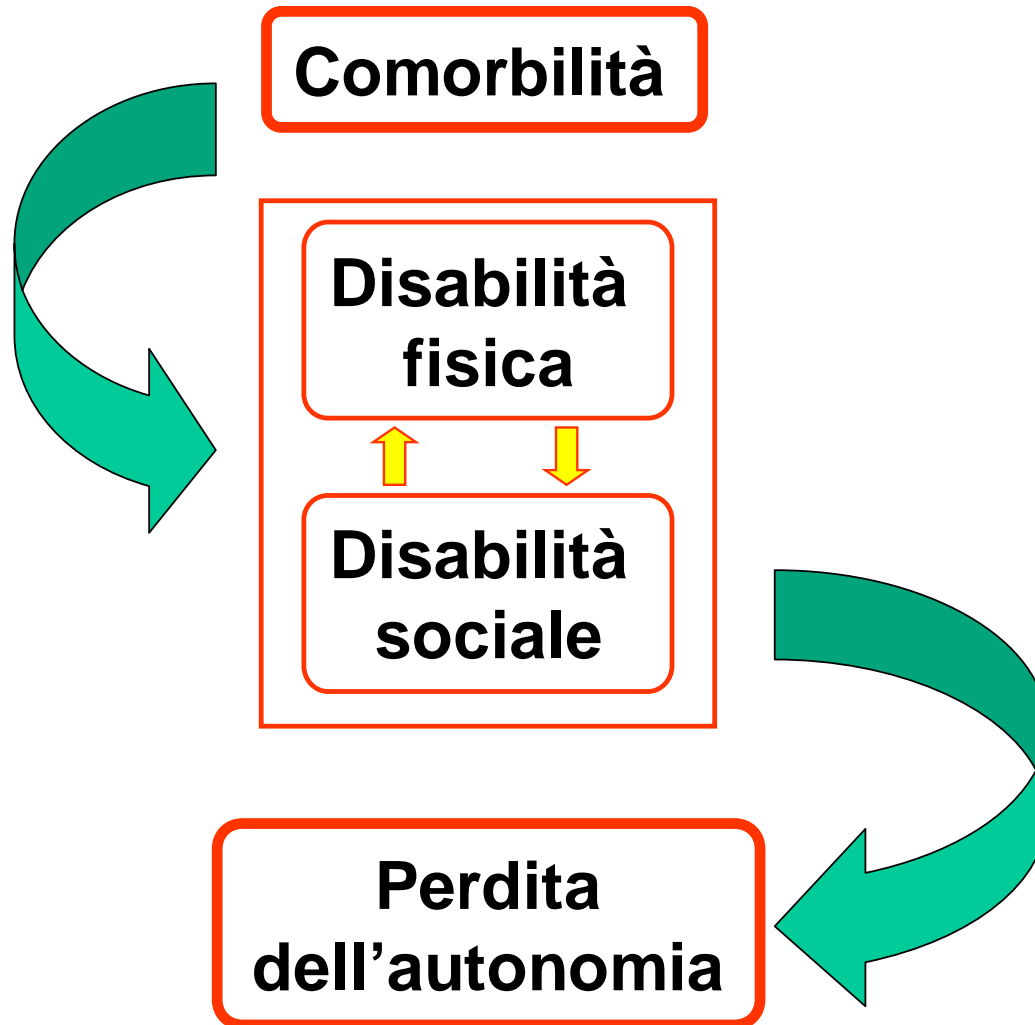 Comorbilità
Disabilità
fisica
Disabilità
sociale
Perdita
dell’autonomia